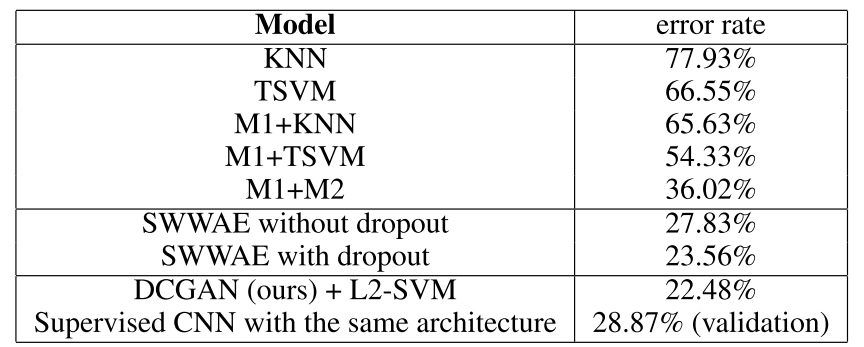 Model error rate
KNN 77.93%
TSVM 66.55%
M1+KNN 65.63%
M1+TSVM 54.33%
M1+M2 36.02%
SWWAE without dropout 27.83%
SWWAE with dropout 23.56%
DCGAN (ours) + L2-SVM 22.48%
Supervised CNN with the same architecture 28.87% (validation)